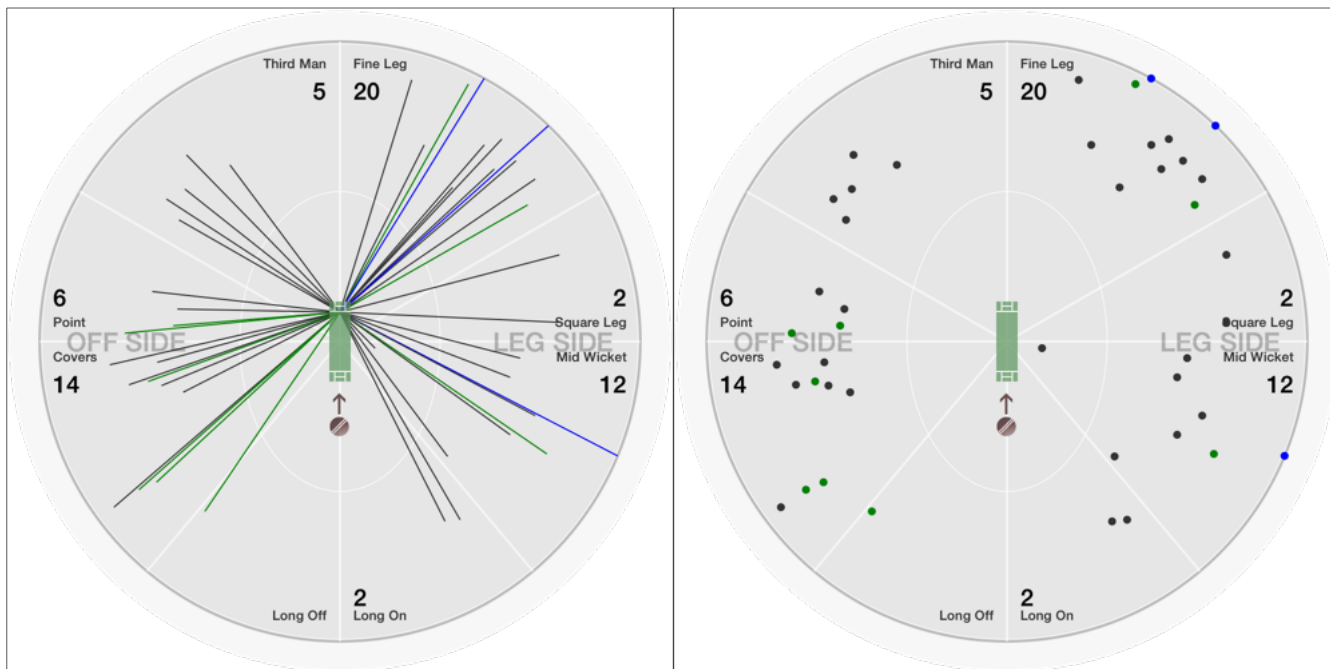 Third Man
5
Fine Leg
20
6
Point
OFF SIDE
Covers
14
2
Square Leg
LEG SIDE
Mid Wicket
12
Long Off
2
Long On
Third Man
5
Fine Leg
20
6
Point
OFF SIDE
Covers
14
2
Square Leg
LEG SIDE
Mid Wicket
12
Long Off
2
Long On